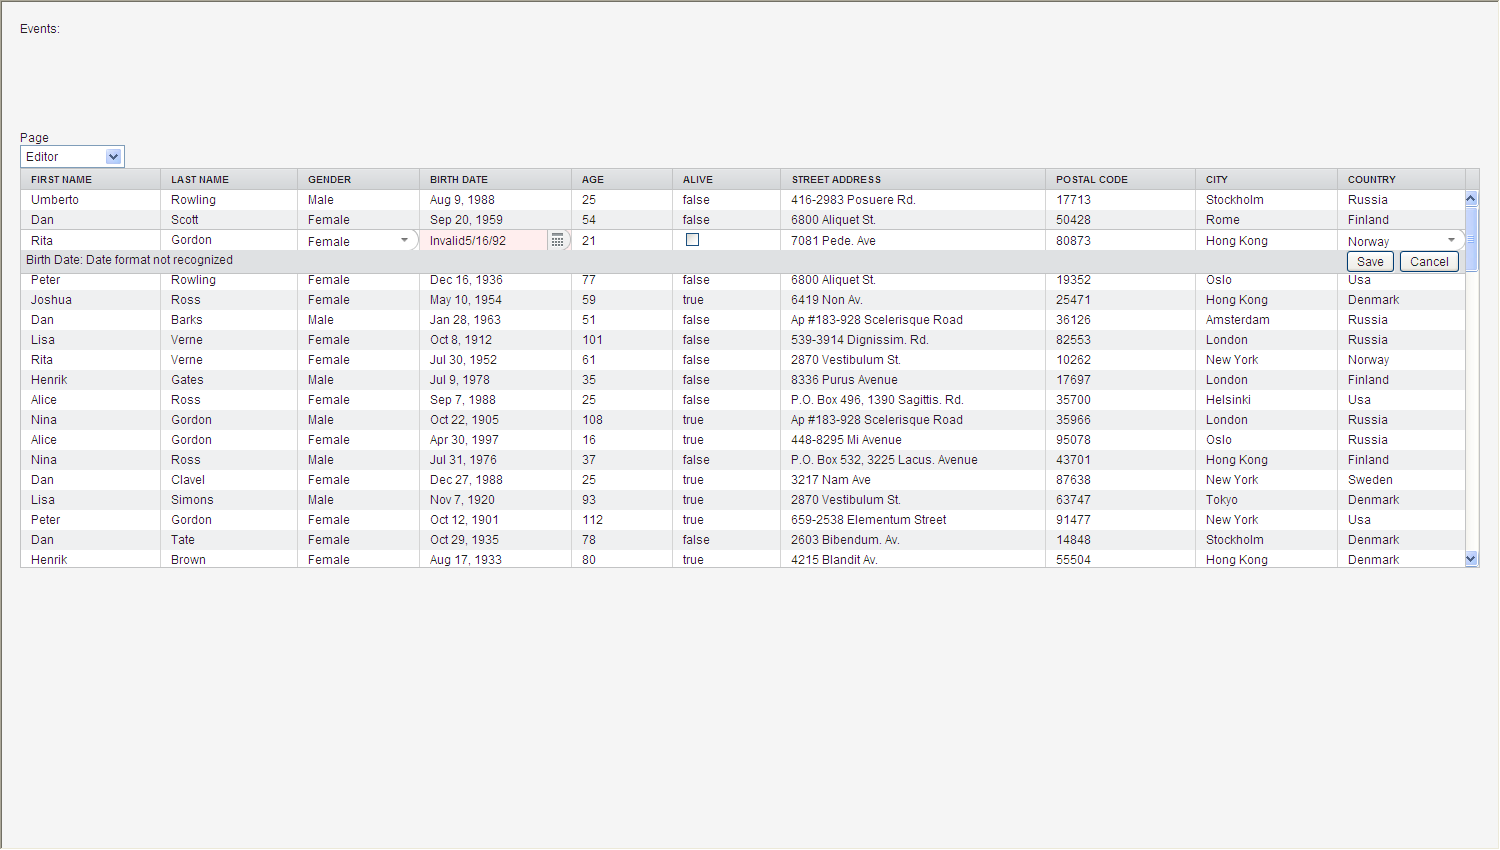 Events:
Page
Editor
FIRST NAME LAST NAME GENDER BIRTH DATE AGE ALIVE STREET ADDRESS POSTAL CODE CITY COUNTRY
Umberto Rowling Male Aug 9, 1988 25 false 416-2983 Posuere Rd. 17713 Stockholm Russia
Dan Scott Female Sep 20, 1959 54 false 6800 Aliquet St. 50428 Rome Finland
Rita Gordon Female Invalid5/16/92 21 7081 Pede. Ave 80873 Hong Kong Norway
Birth Date: Date format not recognized Save Cancel
Peter Rowling Female Dec 16, 1936 77 false 6800 Aliquet St. 19352 Oslo Usa
Joshua Ross Female May 10, 1954 59 true 6419 Non Av. 25471 Hong Kong Denmark
Dan Barks Male Jan 28, 1963 51 false Ap #183-928 Scelerisque Road 36126 Amsterdam Russia
Lisa Verne Female Oct 8, 1912 101 false 539-3914 Dignissim. Rd. 82553 London Russia
Rita Verne Female Jul 30, 1952 61 false 2870 Vestibulum St. 10262 New York Norway
Henrik Gates Male Jul 9, 1978 35 false 8336 Purus Avenue 17697 London Finland
Alice Ross Female Sep 7, 1988 25 false P.O. Box 496, 1390 Sagittis. Rd. 35700 Helsinki Usa
Nina Gordon Male Oct 22, 1905 108 true Ap #183-928 Scelerisque Road 35966 London Russia
Alice Gordon Female Apr 30, 1997 16 true 448-8295 Mi Avenue 95078 Oslo Russia
Nina Ross Male Jul 31, 1976 37 false P.O. Box 532, 3225 Lacus. Avenue 43701 Hong Kong Finland
Dan Clavel Female Dec 27, 1988 25 true 3217 Nam Ave 87638 New York Sweden
Lisa Simons Male Nov 7, 1920 93 true 2870 Vestibulum St. 63747 Tokyo Denmark
Peter Gordon Female Oct 12, 1901 112 true 659-2538 Elementum Street 91477 New York Usa
Dan Tate Female Oct 29, 1935 78 false 2603 Bibendum. Av. 14848 Stockholm Denmark
Henrik Brown Female Aug 17, 1933 80 true 4215 Blandit Av. 55504 Hong Kong Denmark